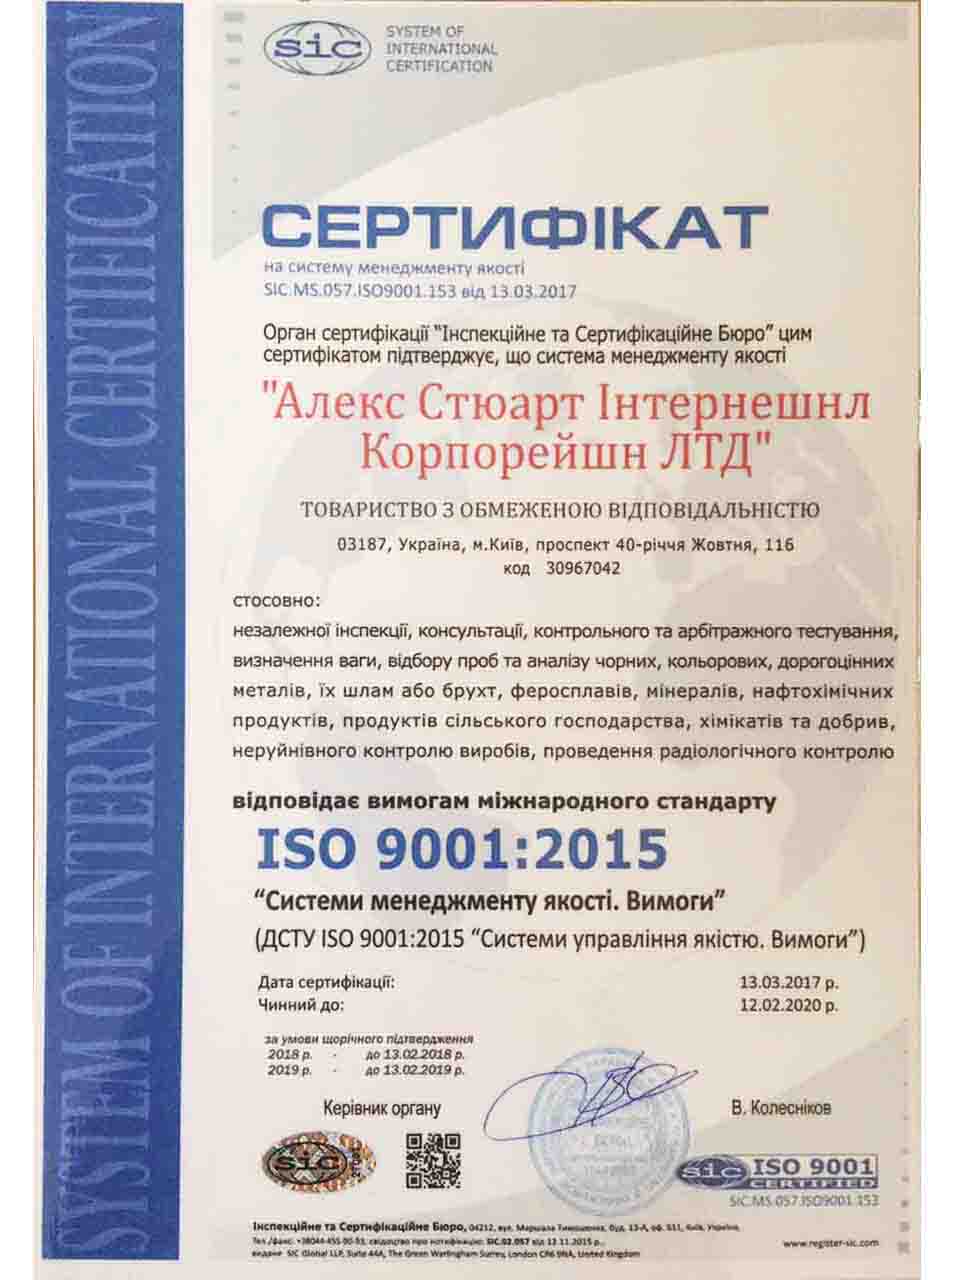 SYSTEM OF INTERNATIONAL CERTIFICATION
sic
SYSTEM OF
INTERNATIONAL
CERTIFICATION
СЕРТИФІКАТ
на систему менеджменту якості
SIC.MS.057.ISO9001.153 від 13.03.2017
Орган сертифікації "Інспекційне та Сертифікаційне Бюро" цим
сертифікатом підтверджує, що система менеджменту якості
"Алекс Стюарт Інтернешнл
Корпорейшн ЛТД"
ТОВАРИСТВО З ОБМЕЖЕНОЮ ВІДПОВІДАЛЬНІСТЮ
03187, Україна, м.Київ, проспект 40-річчя Жовтня, 116
код 30967042
стосовно:
незалежної інспекції, консультації, контрольного та арбітражного тестування,
визначення ваги, відбору проб та аналізу чорних, кольорових, дорогоцінних
металів, їх шлам або брухт, феросплавів, мінералів, нафтохімічних
продуктів, продуктів сільського господарства, хімікатів та добрив,
неруйнівного контролю виробів, проведення радіологічного контролю
відповідає вимогам міжнародного стандарту
ISO 9001:2015
“Системи менеджменту якості. Вимоги”
(ДСТУ ISO 9001:2015 “Системи управління якістю. Вимоги”)
Дата сертифікації: 13.03.2017 р.
Чинний до: 12.02.2020 р.
за умови щорічного підтвердження
2018 р. - до 13.02.2018 р.
2019 р. - до 13.02.2019 р.
Керівник органу В. Колесніков
sic
sic ISO 9001
CERTIFIED
SIC.MS.057.ISO9001.153
Інспекційне та Сертифікаційне Бюро, 04212, вул. Маршала Тимошенка, буд. 13-А, оф. 511, Київ, Україна,
Тел./факс: +38044-455-90-93; свідоцтво про нотифікацію: SIC.02.057 від 12.11.2015 р.,
видане SIC Global LLP, Suite 44A, The Green Warlingham Surrey, London CR6 9NA, United Kingdom
www.register-sic.com